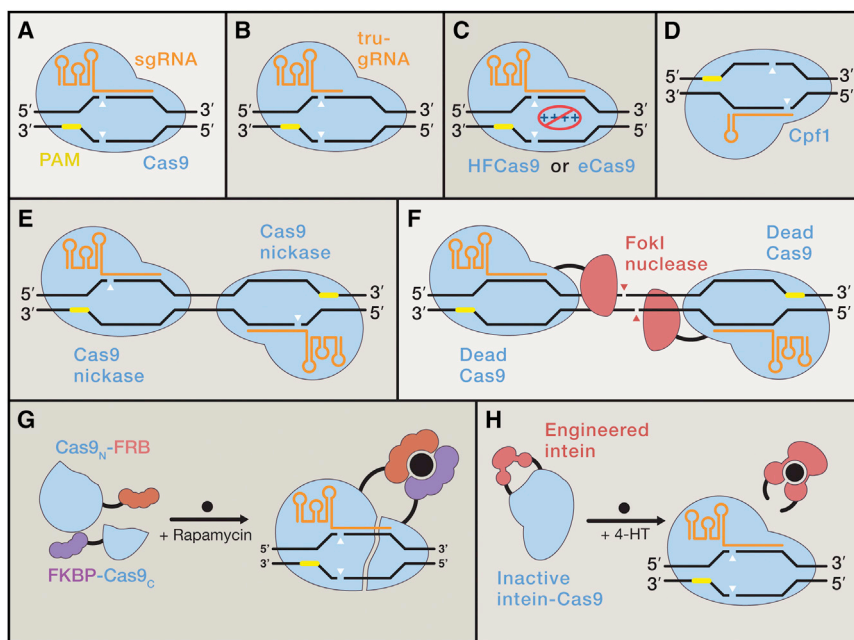 A
sgRNA
5′ 3′
3′ 5′
PAM
Cas9
B
tru-
gRNA
5′ 3′
3′ 5′
C
5′ 3′
++++
3′ 5′
HFCas9 or eCas9
D
5′ 3′
3′ 5′
Cpf1
E
Cas9
nickase
5′ 3′
3′ 5′
Cas9
nickase
F
FokI
nuclease
Dead
Cas9
5′ 3′
3′ 5′
Dead
Cas9
G
Cas9N-FRB
+ Rapamycin
FKBP-Cas9C
5′ 3′
3′ 5′
H
Engineered
intein
+ 4-HT
Inactive
intein-Cas9
5′ 3′
3′ 5′